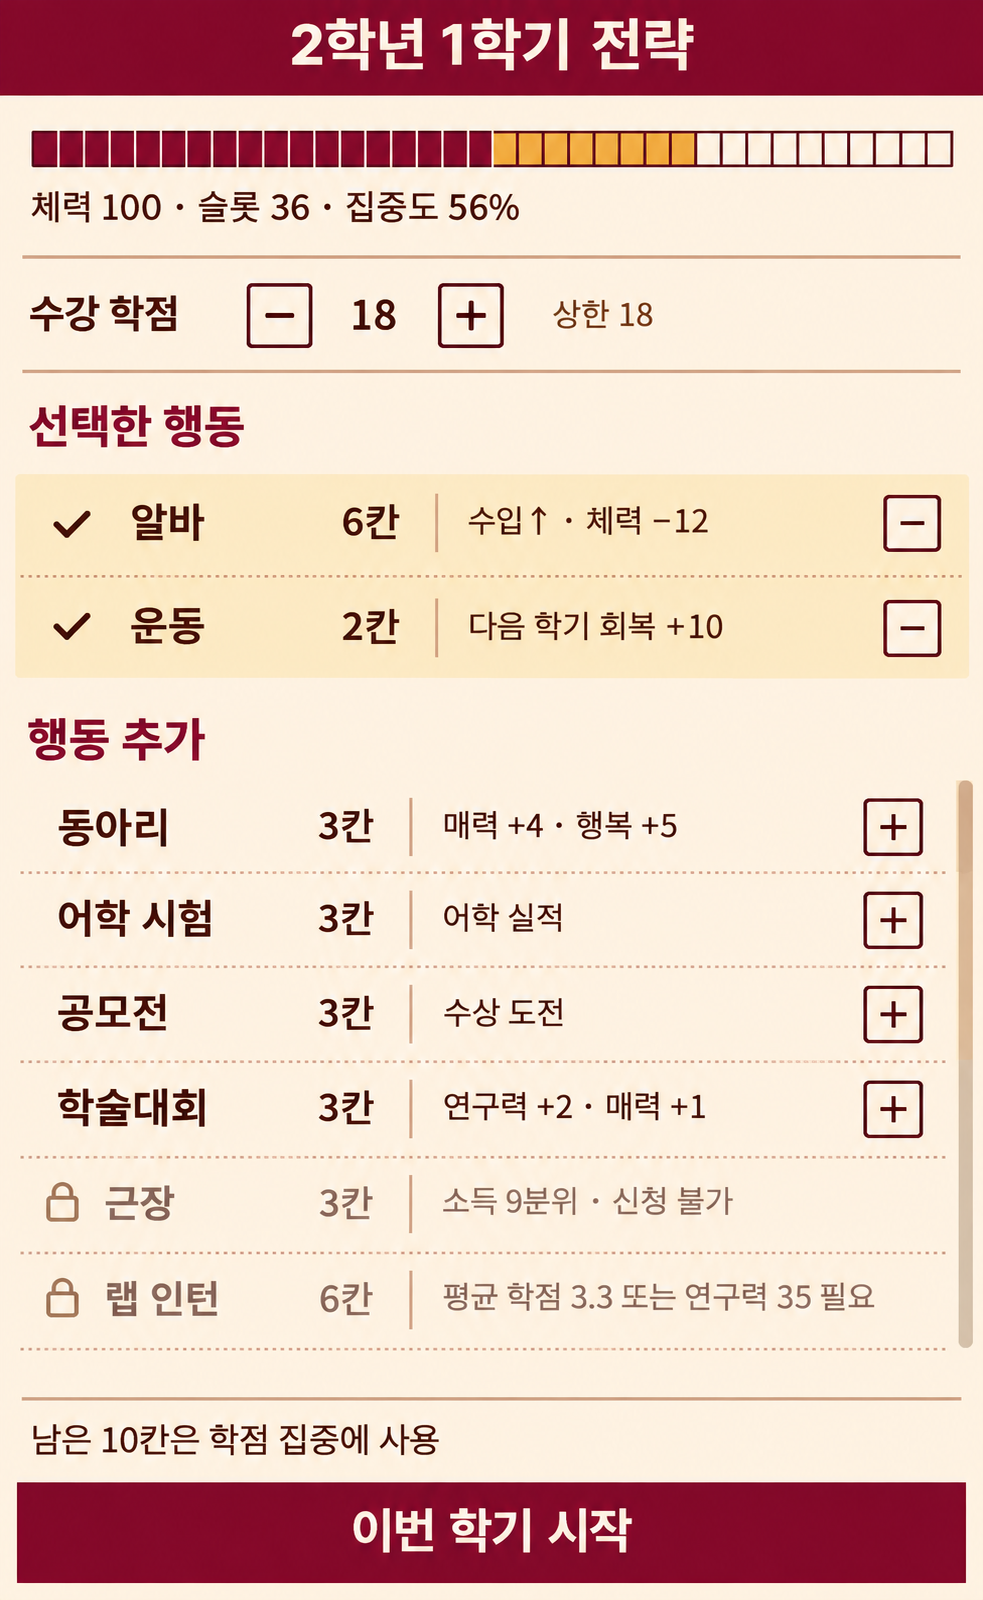 2학년 1학기 전략
체력 100 · 슬롯 36 · 집중도 56%
수강 학점 − 18 + 상한 18
선택한 행동
알바 6칸 수입↑ · 체력 −12 −
운동 2칸 다음 학기 회복 +10 −
행동 추가
동아리 3칸 매력 +4 · 행복 +5 +
어학 시험 3칸 어학 실적 +
공모전 3칸 수상 도전 +
학술대회 3칸 연구력 +2 · 매력 +1 +
근장 3칸 소득 9분위 · 신청 불가
랩 인턴 6칸 평균 학점 3.3 또는 연구력 35 필요
남은 10칸은 학점 집중에 사용
이번 학기 시작